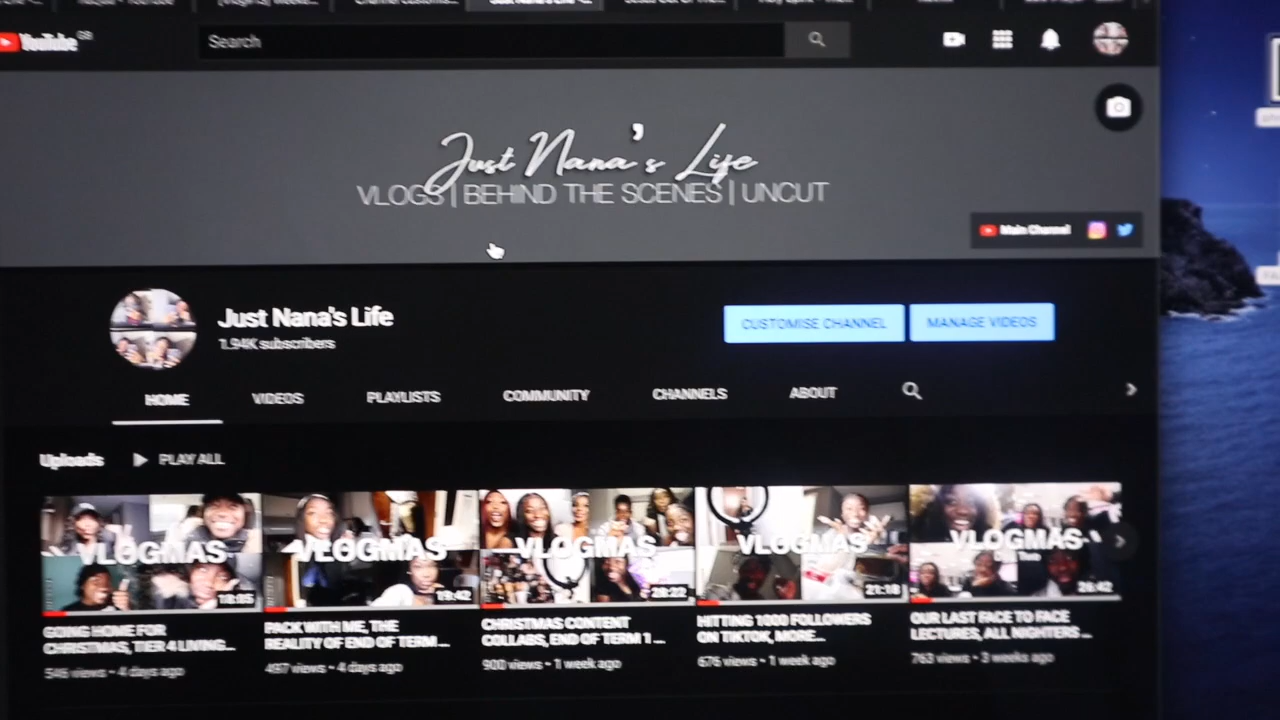 YouTube GB
Search
Just Nana's Life
VLOGS | BEHIND THE SCENES | UNCUT
Main Channel
Just Nana's Life
1.94K subscribers
CUSTOMISE CHANNEL
MANAGE VIDEOS
HOME
VIDEOS
PLAYLISTS
COMMUNITY
CHANNELS
ABOUT
Uploads
PLAY ALL
VLOGMAS
18:05
GOING HOME FOR
CHRISTMAS, TIER 4 LIVING...
546 views • 4 days ago
VLOGMAS
19:42
PACK WITH ME, THE
REALITY OF END OF TERM ...
497 views • 4 days ago
VLOGMAS
28:22
CHRISTMAS CONTENT
COLLABS, END OF TERM 1 ...
900 views • 1 week ago
VLOGMAS
21:18
HITTING 1000 FOLLOWERS
ON TIKTOK, MORE...
676 views • 1 week ago
VLOGMAS
26:42
OUR LAST FACE TO FACE
LECTURES, ALL NIGHTERS ...
763 views • 3 weeks ago